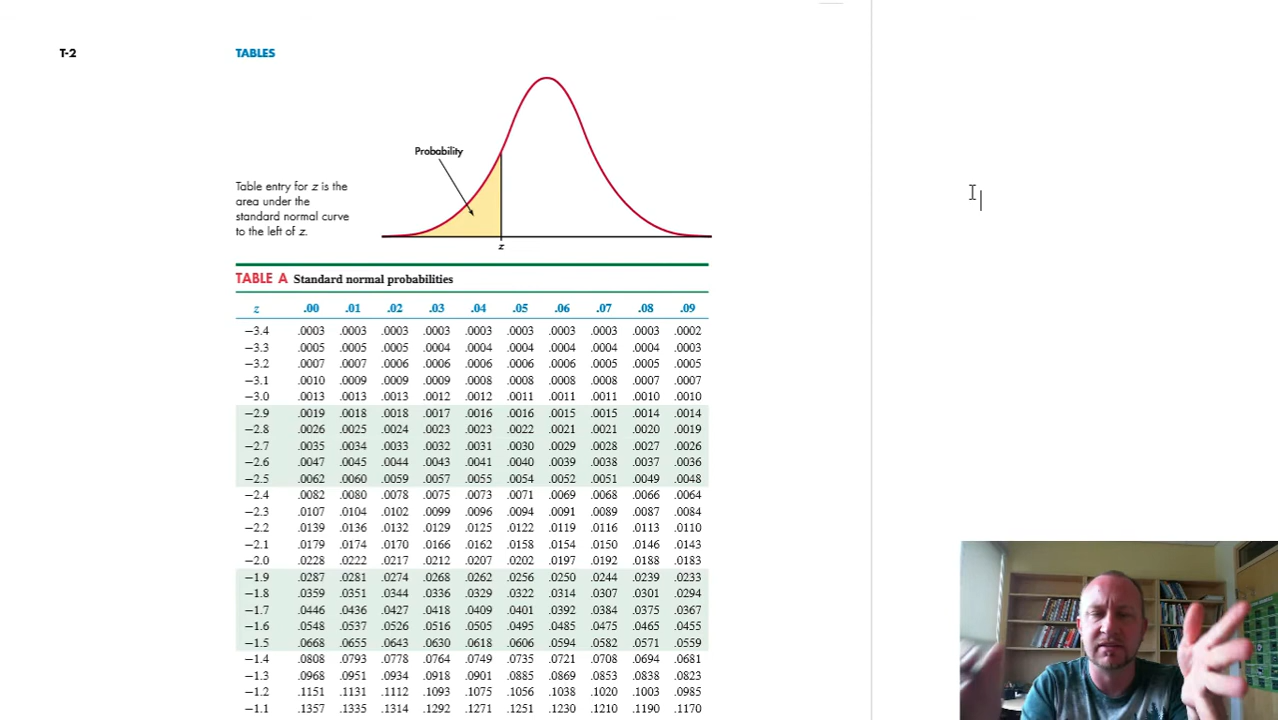 T-2 TABLES
Probability
Table entry for z is the
area under the
standard normal curve
to the left of z.
z
TABLE A Standard normal probabilities
z .00 .01 .02 .03 .04 .05 .06 .07 .08 .09
−3.4 .0003 .0003 .0003 .0003 .0003 .0003 .0003 .0003 .0003 .0002
−3.3 .0005 .0005 .0005 .0004 .0004 .0004 .0004 .0004 .0004 .0003
−3.2 .0007 .0007 .0006 .0006 .0006 .0006 .0006 .0005 .0005 .0005
−3.1 .0010 .0009 .0009 .0009 .0008 .0008 .0008 .0008 .0007 .0007
−3.0 .0013 .0013 .0013 .0012 .0012 .0011 .0011 .0011 .0010 .0010
−2.9 .0019 .0018 .0018 .0017 .0016 .0016 .0015 .0015 .0014 .0014
−2.8 .0026 .0025 .0024 .0023 .0023 .0022 .0021 .0021 .0020 .0019
−2.7 .0035 .0034 .0033 .0032 .0031 .0030 .0029 .0028 .0027 .0026
−2.6 .0047 .0045 .0044 .0043 .0041 .0040 .0039 .0038 .0037 .0036
−2.5 .0062 .0060 .0059 .0057 .0055 .0054 .0052 .0051 .0049 .0048
−2.4 .0082 .0080 .0078 .0075 .0073 .0071 .0069 .0068 .0066 .0064
−2.3 .0107 .0104 .0102 .0099 .0096 .0094 .0091 .0089 .0087 .0084
−2.2 .0139 .0136 .0132 .0129 .0125 .0122 .0119 .0116 .0113 .0110
−2.1 .0179 .0174 .0170 .0166 .0162 .0158 .0154 .0150 .0146 .0143
−2.0 .0228 .0222 .0217 .0212 .0207 .0202 .0197 .0192 .0188 .0183
−1.9 .0287 .0281 .0274 .0268 .0262 .0256 .0250 .0244 .0239 .0233
−1.8 .0359 .0351 .0344 .0336 .0329 .0322 .0314 .0307 .0301 .0294
−1.7 .0446 .0436 .0427 .0418 .0409 .0401 .0392 .0384 .0375 .0367
−1.6 .0548 .0537 .0526 .0516 .0505 .0495 .0485 .0475 .0465 .0455
−1.5 .0668 .0655 .0643 .0630 .0618 .0606 .0594 .0582 .0571 .0559
−1.4 .0808 .0793 .0778 .0764 .0749 .0735 .0721 .0708 .0694 .0681
−1.3 .0968 .0951 .0934 .0918 .0901 .0885 .0869 .0853 .0838 .0823
−1.2 .1151 .1131 .1112 .1093 .1075 .1056 .1038 .1020 .1003 .0985
−1.1 .1357 .1335 .1314 .1292 .1271 .1251 .1230 .1210 .1190 .1170